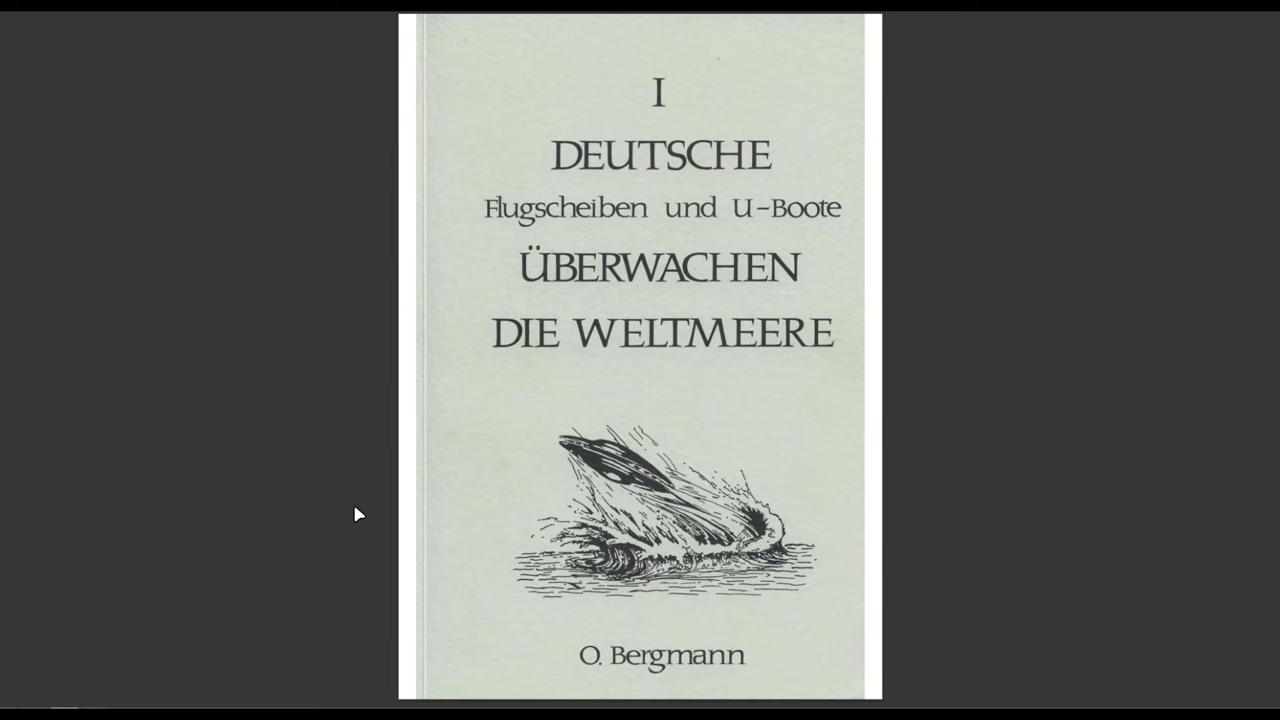 I
DEUTSCHE
Flugscheiben und U-Boote
ÜBERWACHEN
DIE WELTMEERE
O. Bergmann